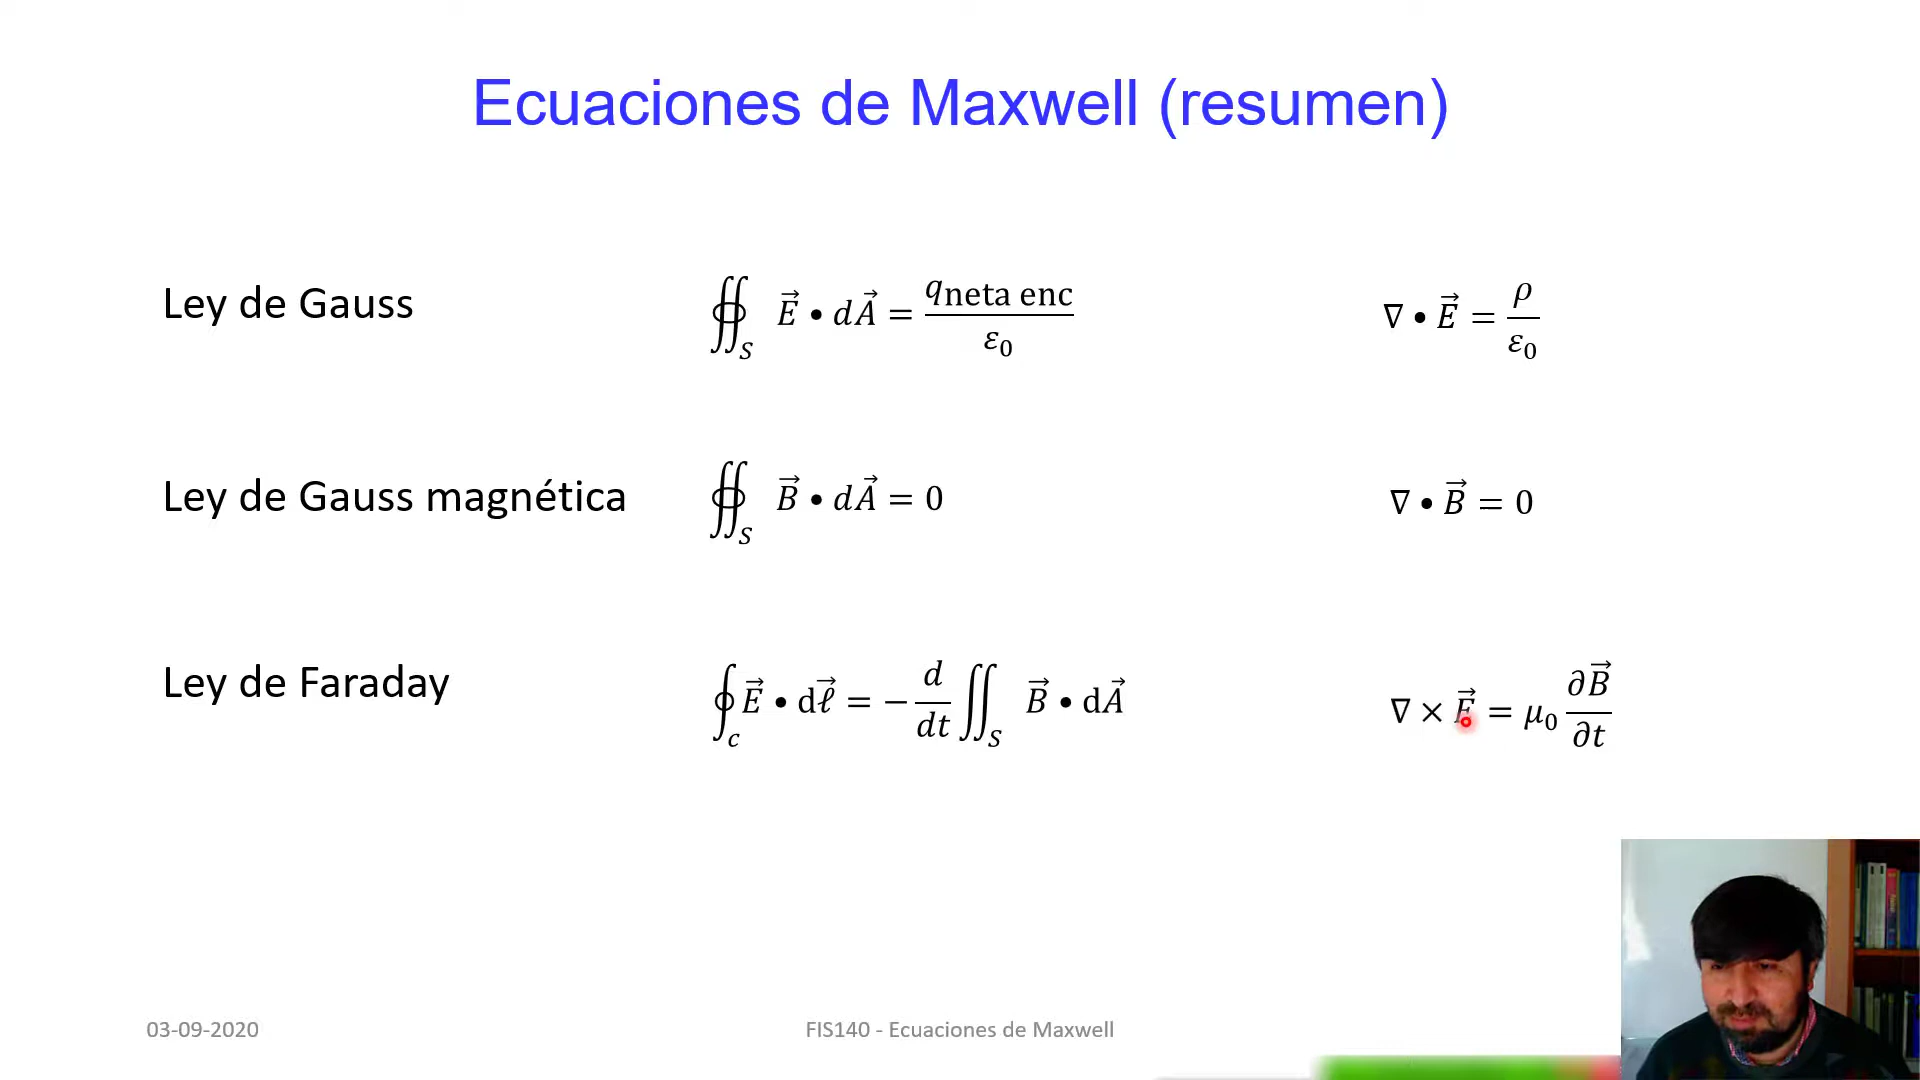 Ecuaciones de Maxwell (resumen)
Ley de Gauss ∯_S E⃗ • dA⃗ = q_neta enc / ε₀ ∇ • E⃗ = ρ / ε₀
Ley de Gauss magnética ∯_S B⃗ • dA⃗ = 0 ∇ • B⃗ = 0
Ley de Faraday ∮_c E⃗ • dℓ⃗ = − d/dt ∬_S B⃗ • dA⃗ ∇ × E⃗ = μ₀ ∂B⃗/∂t
03-09-2020 FIS140 - Ecuaciones de Maxwell